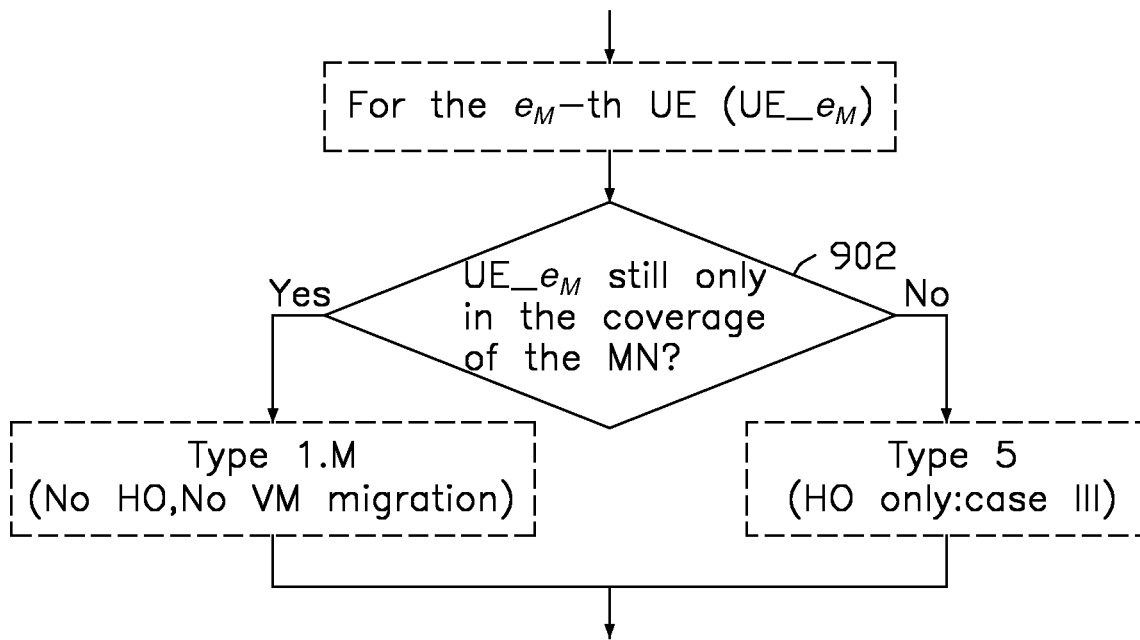 For the e_M-th UE (UE_e_M)
902
UE_e_M still only
in the coverage
of the MN?
Yes
No
Type 1.M
(No HO,No VM migration)
Type 5
(HO only:case III)